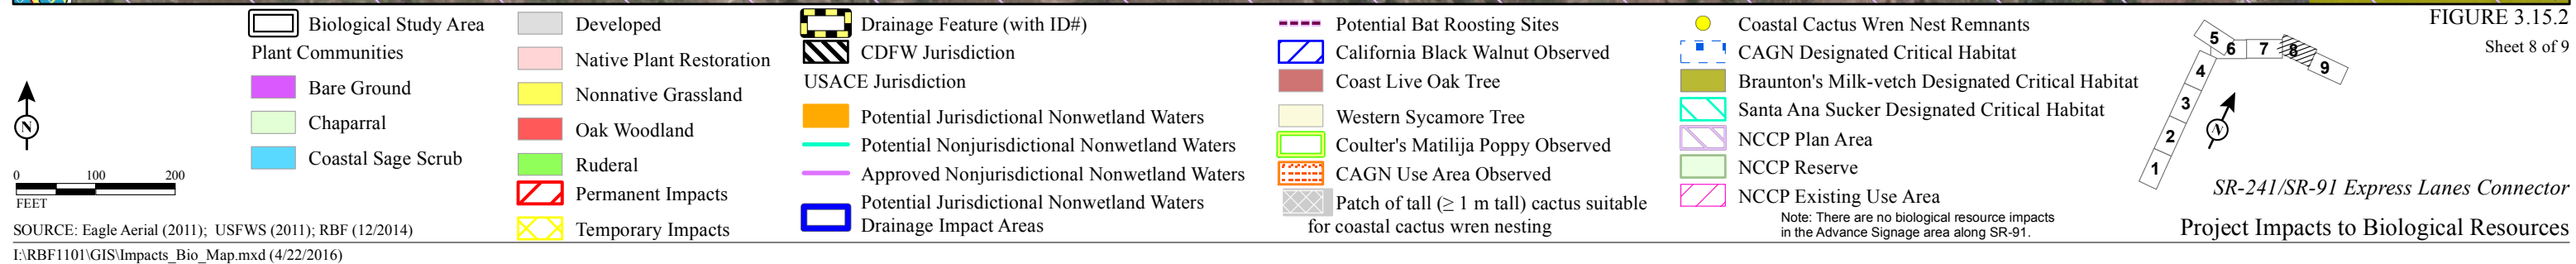 N
0 100 200
FEET
SOURCE: Eagle Aerial (2011); USFWS (2011); RBF (12/2014)
I:\RBF1101\GIS\Impacts_Bio_Map.mxd (4/22/2016)
Biological Study Area
Plant Communities
Bare Ground
Chaparral
Coastal Sage Scrub
Developed
Native Plant Restoration
Nonnative Grassland
Oak Woodland
Ruderal
Permanent Impacts
Temporary Impacts
Drainage Feature (with ID#)
CDFW Jurisdiction
USACE Jurisdiction
Potential Jurisdictional Nonwetland Waters
Potential Nonjurisdictional Nonwetland Waters
Approved Nonjurisdictional Nonwetland Waters
Potential Jurisdictional Nonwetland Waters
Drainage Impact Areas
Potential Bat Roosting Sites
California Black Walnut Observed
Coast Live Oak Tree
Western Sycamore Tree
Coulter's Matilija Poppy Observed
CAGN Use Area Observed
Patch of tall (≥ 1 m tall) cactus suitable
for coastal cactus wren nesting
Coastal Cactus Wren Nest Remnants
CAGN Designated Critical Habitat
Braunton's Milk-vetch Designated Critical Habitat
Santa Ana Sucker Designated Critical Habitat
NCCP Plan Area
NCCP Reserve
NCCP Existing Use Area
Note: There are no biological resource impacts
in the Advance Signage area along SR-91.
5
6
7
8
9
4
3
2
1
N
FIGURE 3.15.2
Sheet 8 of 9
SR-241/SR-91 Express Lanes Connector
Project Impacts to Biological Resources